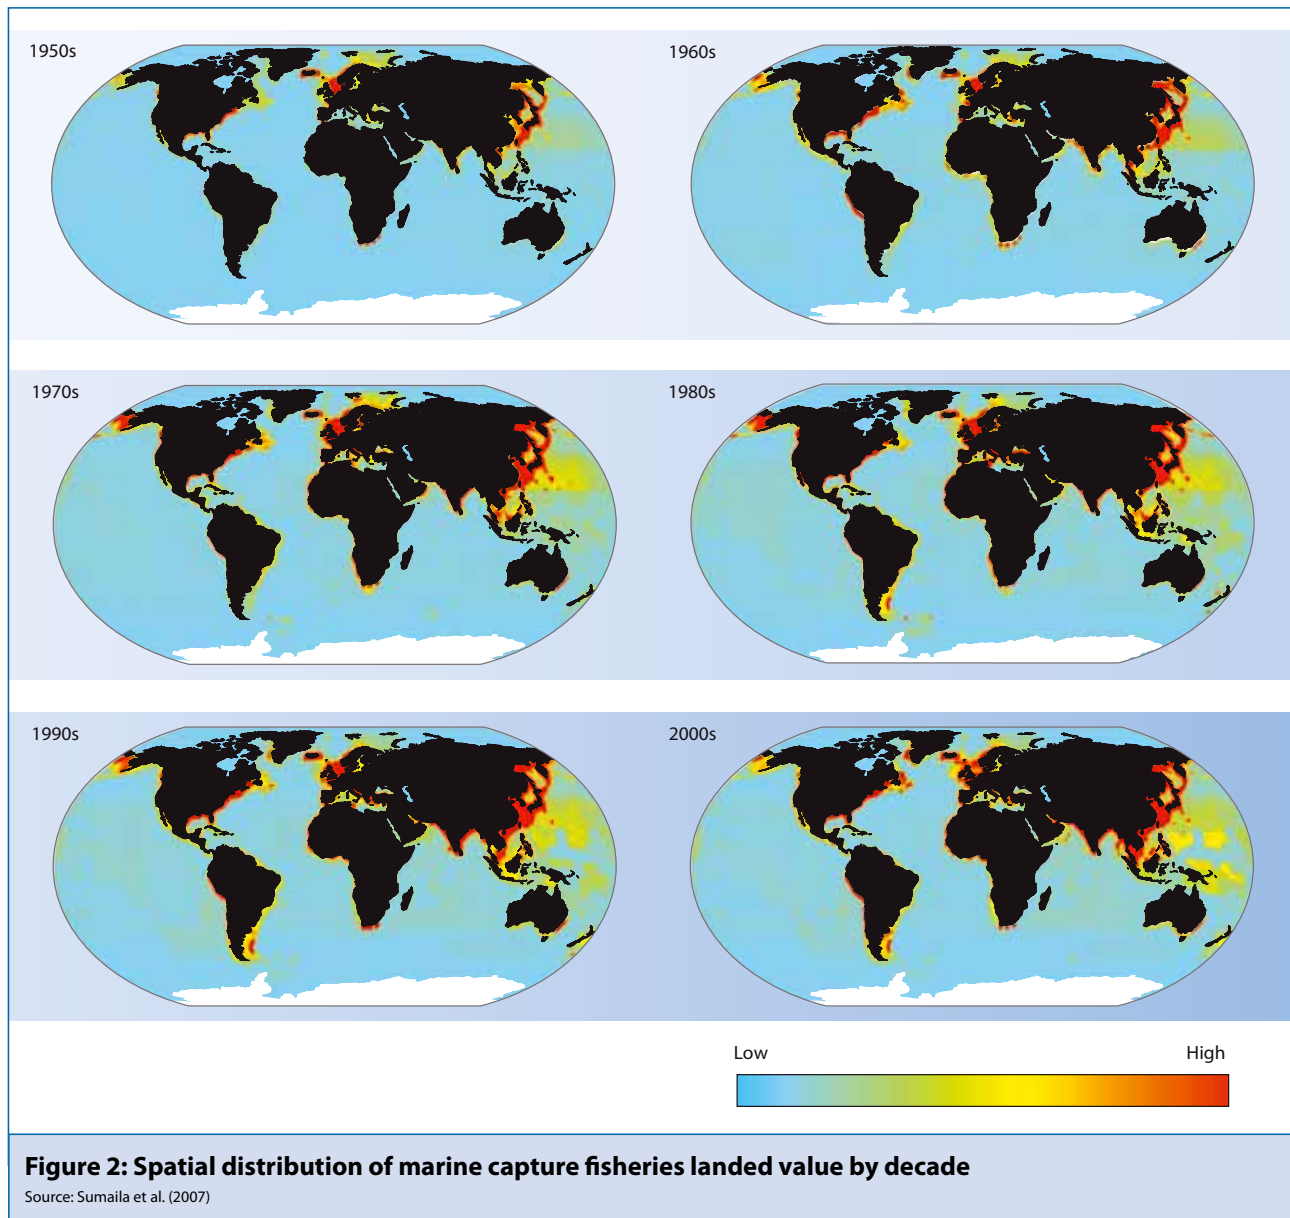 1950s
1960s
1970s
1980s
1990s
2000s
Low High
Figure 2: Spatial distribution of marine capture fisheries landed value by decade
Source: Sumaila et al. (2007)